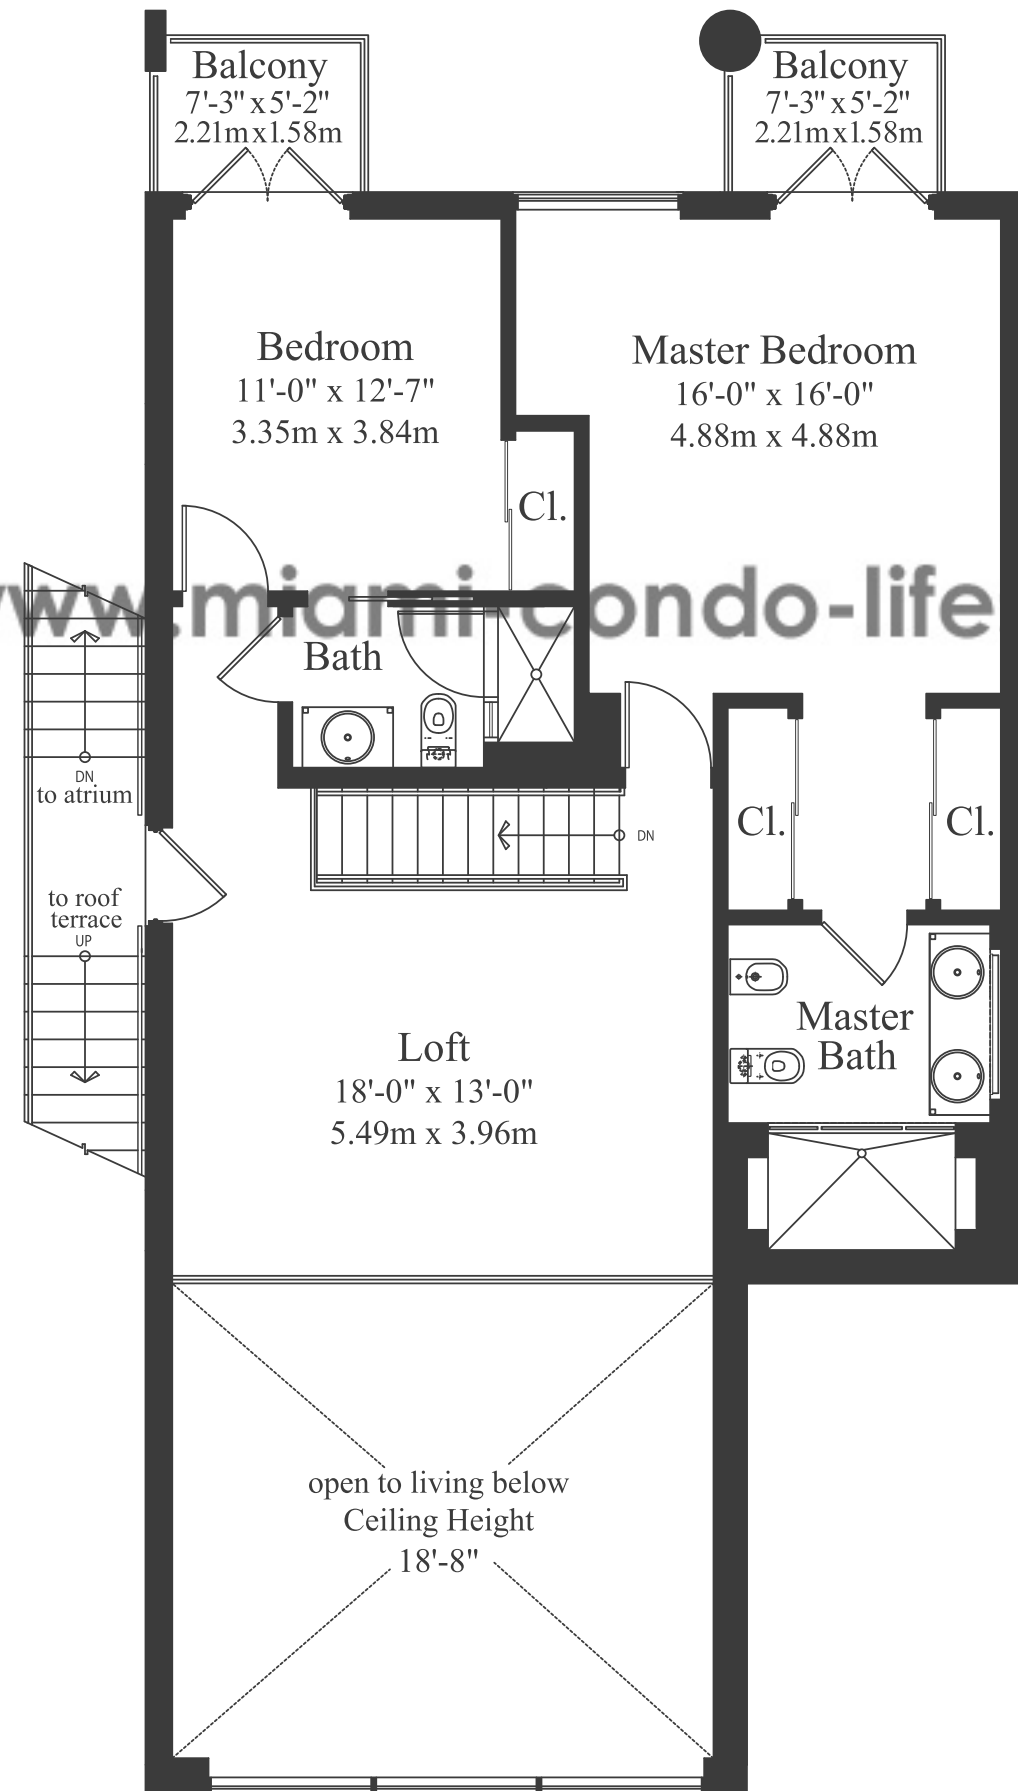 Balcony
7'-3" x 5'-2"
2.21m x 1.58m
Balcony
7'-3" x 5'-2"
2.21m x 1.58m
Bedroom
11'-0" x 12'-7"
3.35m x 3.84m
Master Bedroom
16'-0" x 16'-0"
4.88m x 4.88m
Cl.
www.miami-condo-life
Bath
DN
to atrium
to roof
terrace
UP
DN
Cl.
Cl.
Master
Bath
Loft
18'-0" x 13'-0"
5.49m x 3.96m
open to living below
Ceiling Height
18'-8"